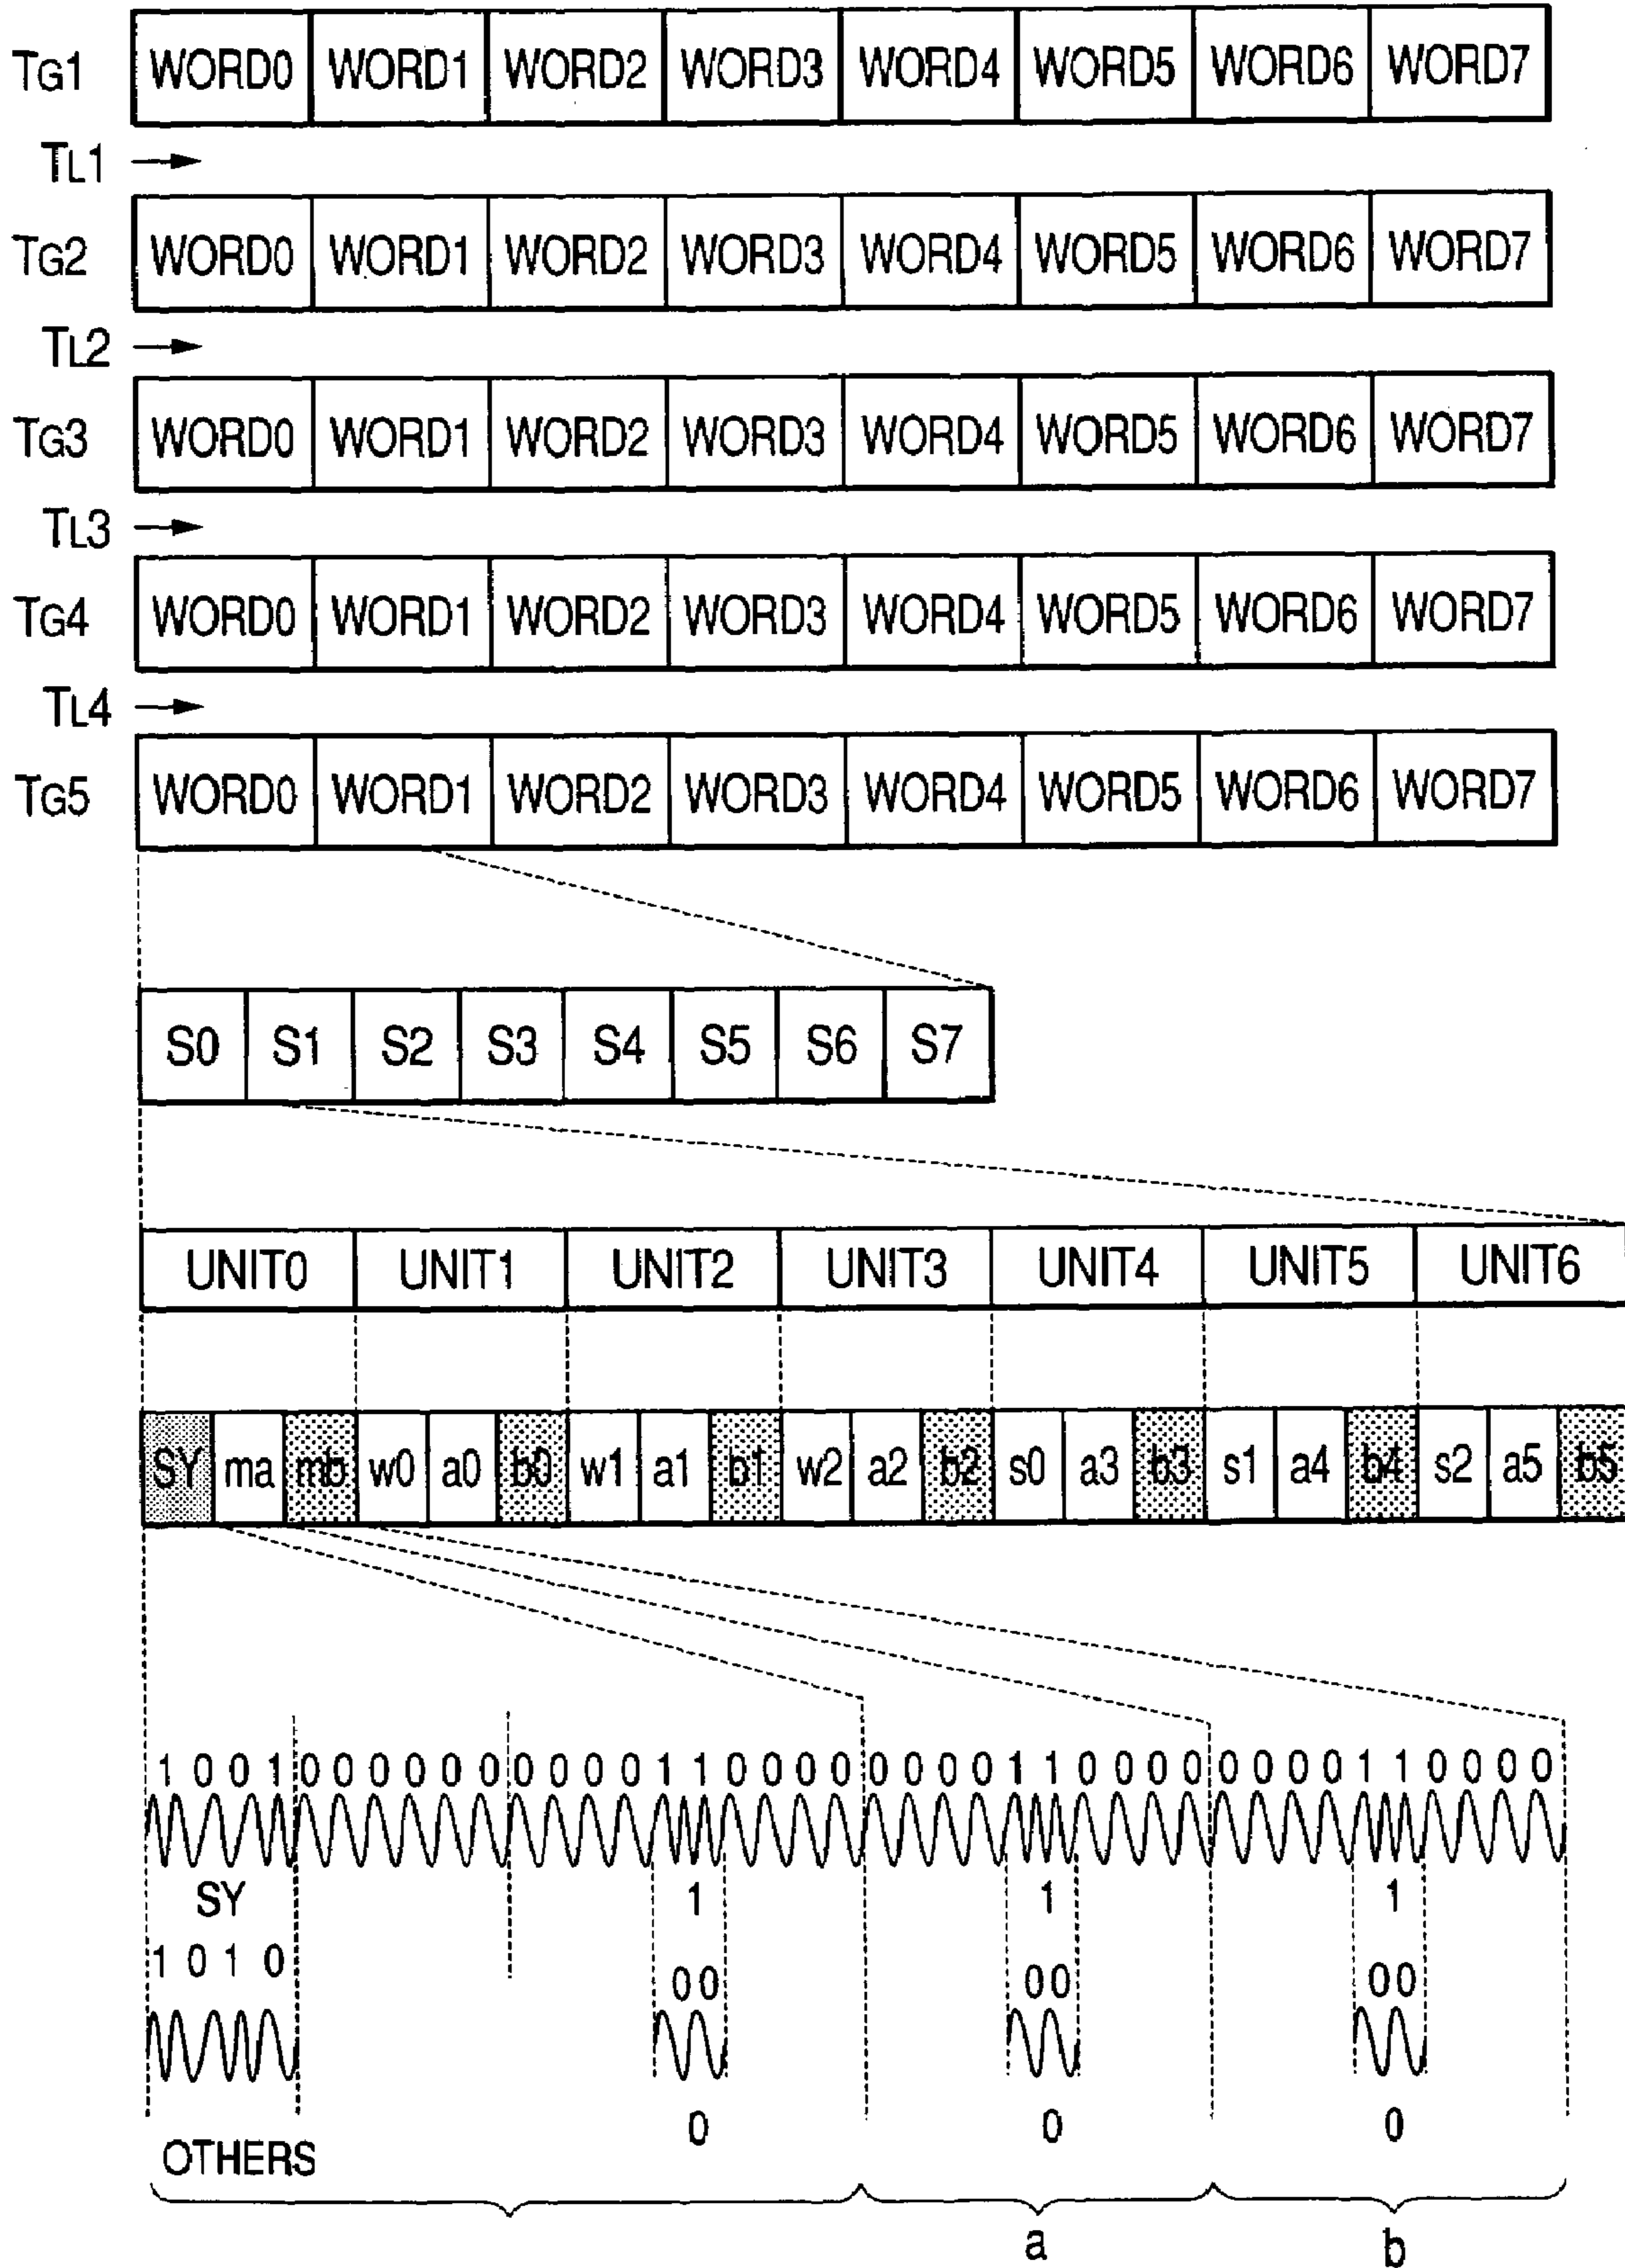 TG1 WORD0 WORD1 WORD2 WORD3 WORD4 WORD5 WORD6 WORD7
TL1
TG2 WORD0 WORD1 WORD2 WORD3 WORD4 WORD5 WORD6 WORD7
TL2
TG3 WORD0 WORD1 WORD2 WORD3 WORD4 WORD5 WORD6 WORD7
TL3
TG4 WORD0 WORD1 WORD2 WORD3 WORD4 WORD5 WORD6 WORD7
TL4
TG5 WORD0 WORD1 WORD2 WORD3 WORD4 WORD5 WORD6 WORD7
S0 S1 S2 S3 S4 S5 S6 S7
UNIT0 UNIT1 UNIT2 UNIT3 UNIT4 UNIT5 UNIT6
SY ma mb w0 a0 b0 w1 a1 b1 w2 a2 b2 s0 a3 b3 s1 a4 b4 s2 a5 b5
1 0 0 1 0 0 0 0 0 0 0 0 0 0 1 1 0 0 0 0 0 0 0 0 1 1 0 0 0 0 0 0 0 0 1 1 0 0 0 0
SY 1 1 1
1 0 1 0 00 00 00
0 0 0
OTHERS
a b